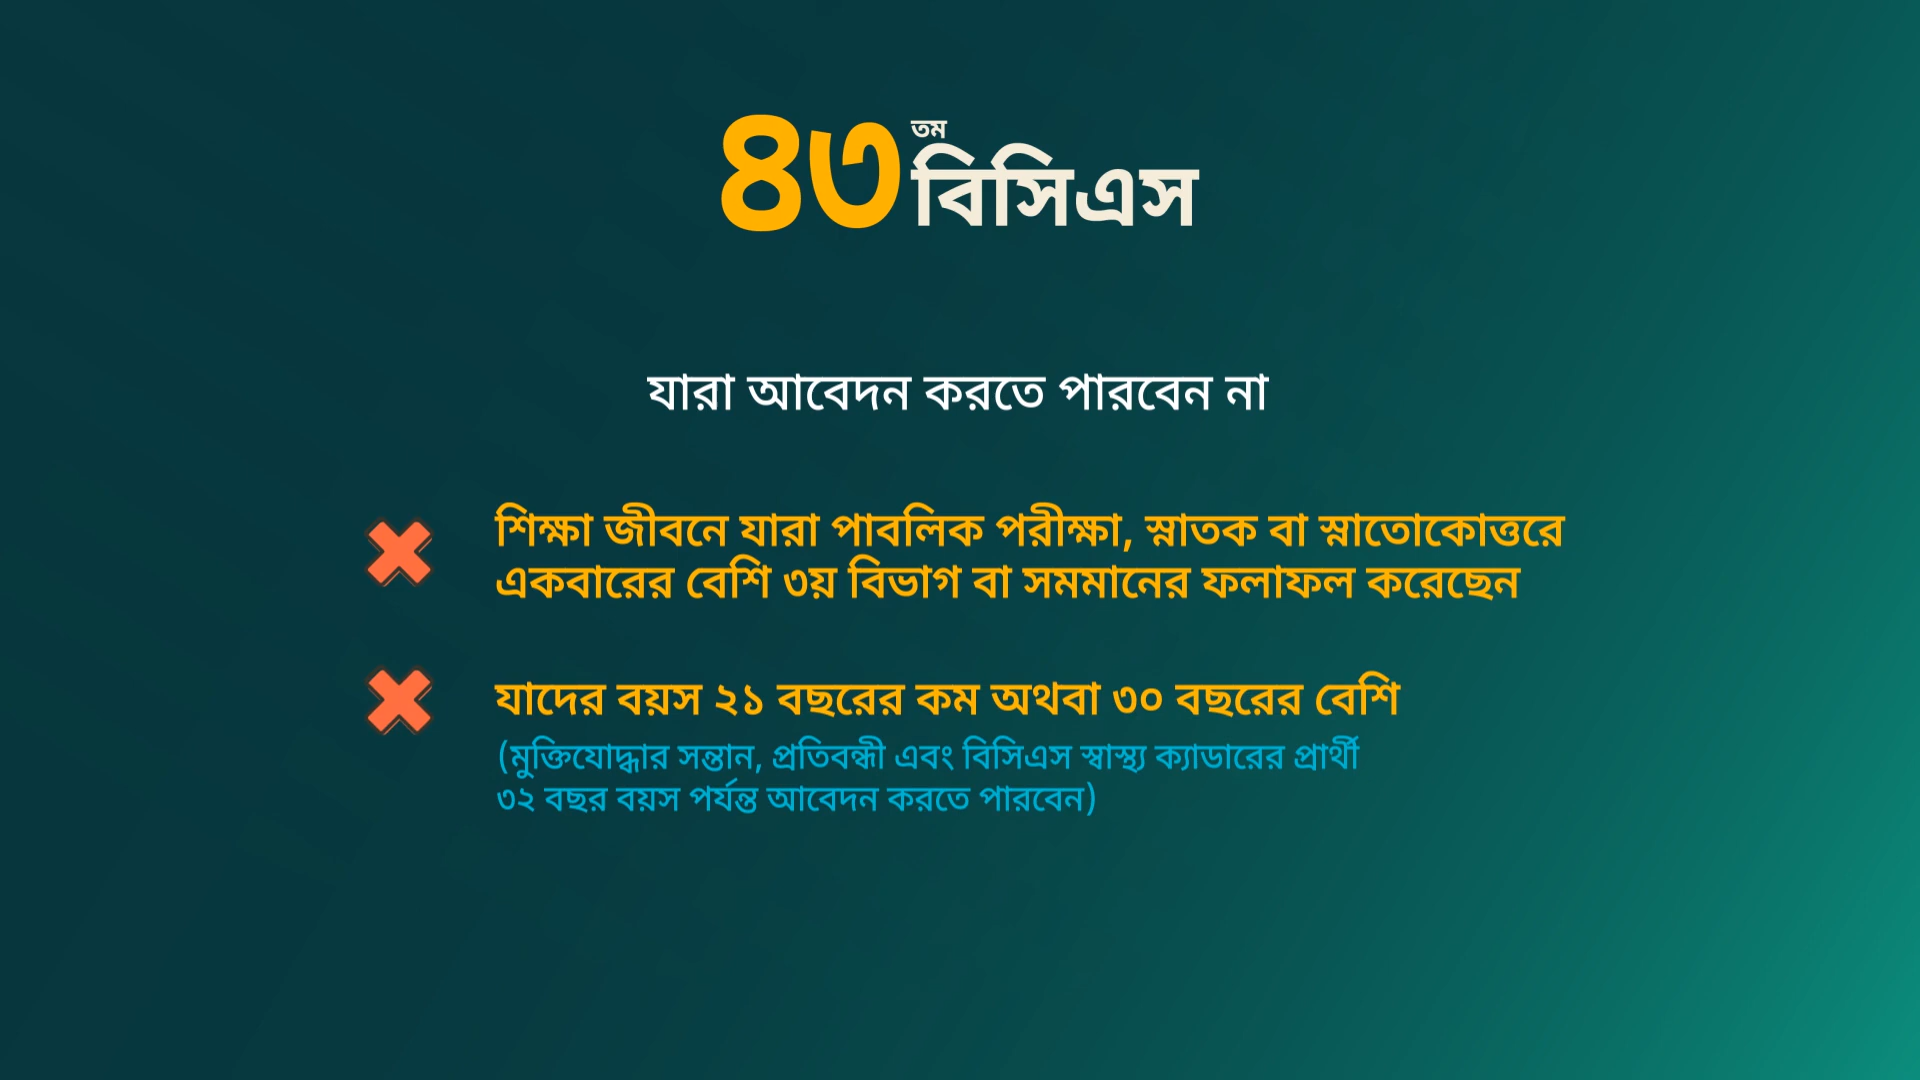 ৪৩তম বিসিএস
যারা আবেদন করতে পারবেন না
শিক্ষা জীবনে যারা পাবলিক পরীক্ষা, স্নাতক বা স্নাতোকোত্তরে
একবারের বেশি ৩য় বিভাগ বা সমমানের ফলাফল করেছেন
যাদের বয়স ২১ বছরের কম অথবা ৩০ বছরের বেশি
(মুক্তিযোদ্ধার সন্তান, প্রতিবন্ধী এবং বিসিএস স্বাস্থ্য ক্যাডারের প্রার্থী
৩২ বছর বয়স পর্যন্ত আবেদন করতে পারবেন)